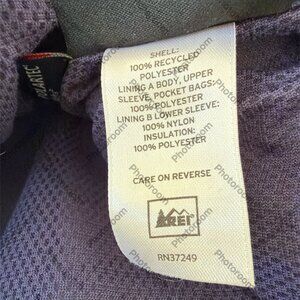 SHELL:
100% RECYCLED
POLYESTER
LINING A BODY, UPPER
SLEEVE, POCKET BAGS:
100% POLYESTER
LINING B LOWER SLEEVE:
100% NYLON
INSULATION:
100% POLYESTER
CARE ON REVERSE
REI
RN37249
Photoroom